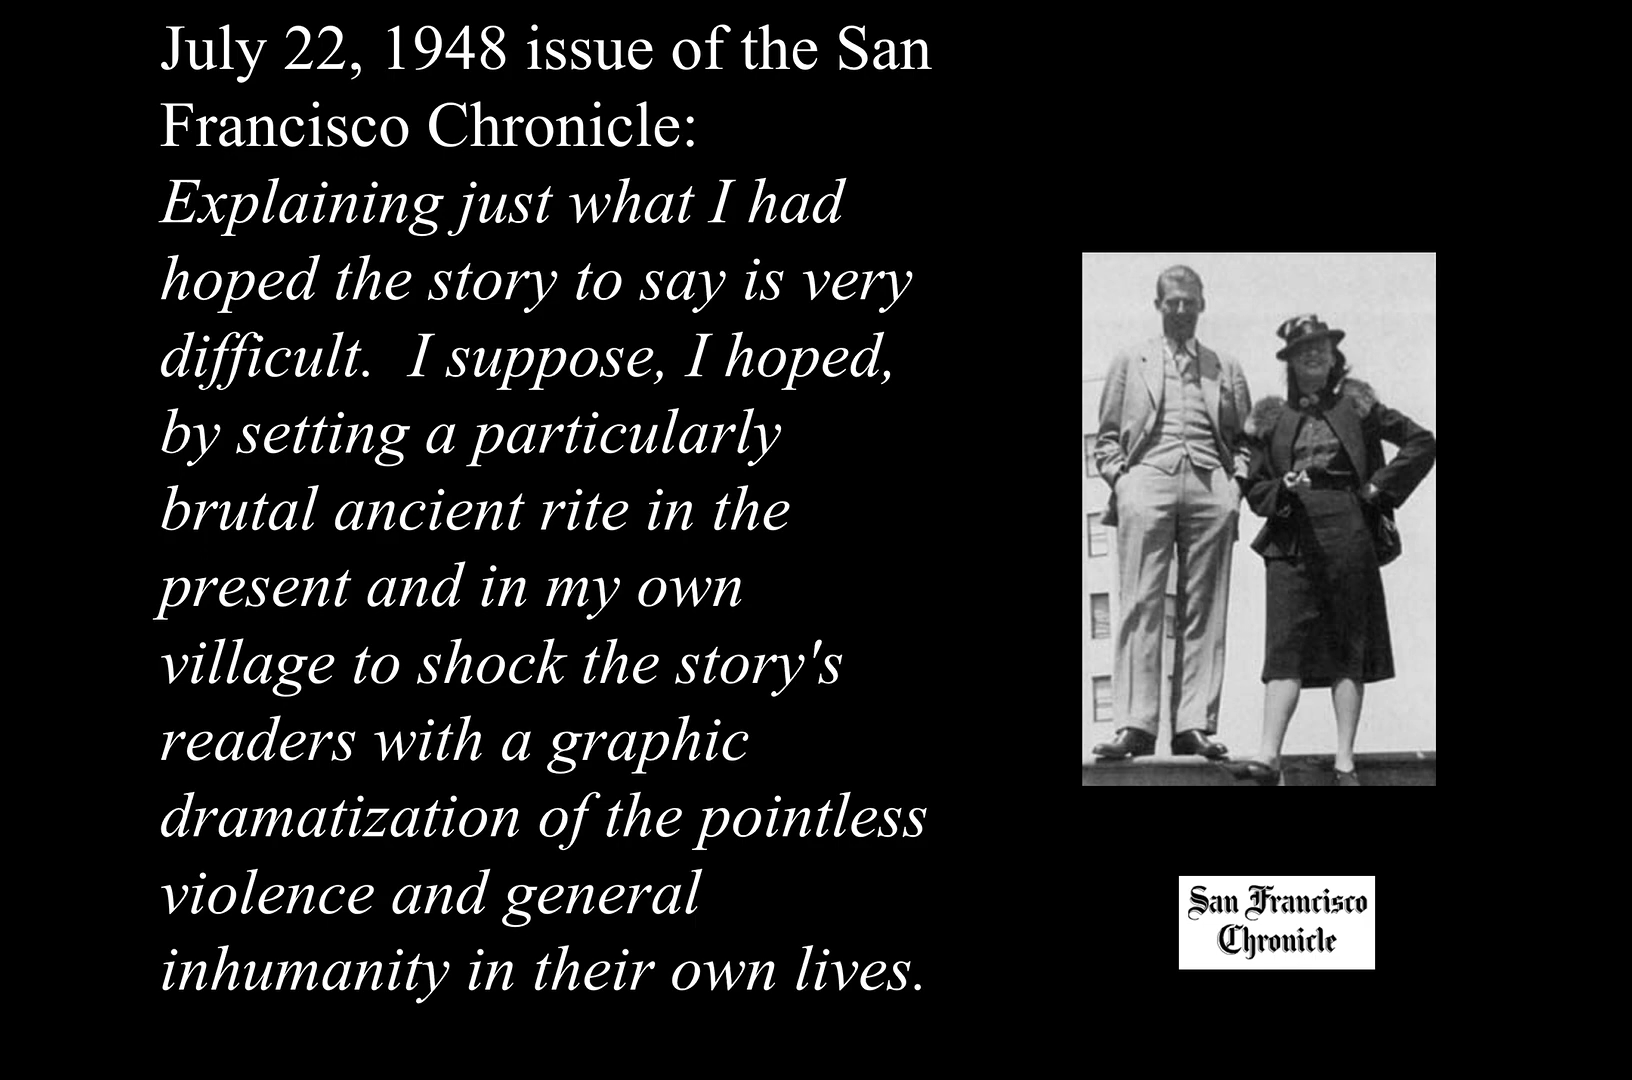 July 22, 1948 issue of the San
Francisco Chronicle:
Explaining just what I had
hoped the story to say is very
difficult.  I suppose, I hoped,
by setting a particularly
brutal ancient rite in the
present and in my own
village to shock the story's
readers with a graphic
dramatization of the pointless
violence and general
inhumanity in their own lives.
San Francisco
Chronicle